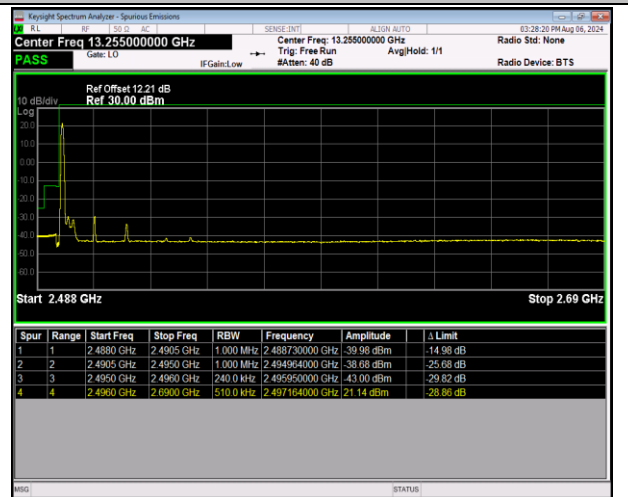 Keysight Spectrum Analyzer - Spurious Emissions
RL RF 50 Ω AC SENSE:INT ALIGN AUTO 03:28:20 PM Aug 06, 2024
Center Freq 13.255000000 GHz Center Freq: 13.255000000 GHz Radio Std: None
PASS Gate: LO Trig: Free Run Avg|Hold: 1/1
IFGain:Low #Atten: 40 dB Radio Device: BTS
Ref Offset 12.21 dB
10 dB/div Ref 30.00 dBm
Log
20.0
10.0
0.00
-10.0
-20.0
-30.0
-40.0
-50.0
-60.0
Start 2.488 GHz Stop 2.69 GHz
Spur Range Start Freq Stop Freq RBW Frequency Amplitude Δ Limit
1 1 2.4880 GHz 2.4905 GHz 1.000 MHz 2.488730000 GHz -39.98 dBm -14.98 dB
2 2 2.4905 GHz 2.4950 GHz 1.000 MHz 2.494964000 GHz -38.68 dBm -25.68 dB
3 3 2.4950 GHz 2.4960 GHz 240.0 kHz 2.495950000 GHz -43.00 dBm -29.82 dB
4 4 2.4960 GHz 2.6900 GHz 510.0 kHz 2.497164000 GHz 21.14 dBm -28.86 dB
MSG STATUS